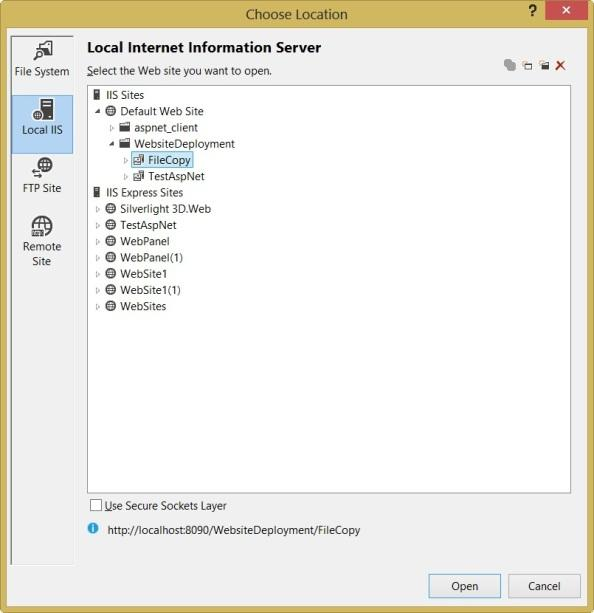 Choose Location
?
File System
Local IIS
FTP Site
Remote
Site
Local Internet Information Server
Select the Web site you want to open.
IIS Sites
Default Web Site
aspnet_client
WebsiteDeployment
FileCopy
TestAspNet
IIS Express Sites
Silverlight 3D.Web
TestAspNet
WebPanel
WebPanel(1)
WebSite1
WebSite1(1)
WebSites
Use Secure Sockets Layer
http://localhost:8090/WebsiteDeployment/FileCopy
Open
Cancel